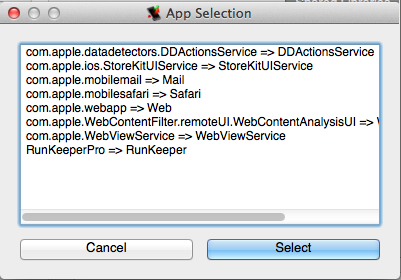 App Selection
com.apple.datadetectors.DDActionsService => DDActionsService
com.apple.ios.StoreKitUIService => StoreKitUIService
com.apple.mobilemail => Mail
com.apple.mobilesafari => Safari
com.apple.webapp => Web
com.apple.WebContentFilter.remoteUI.WebContentAnalysisUI =>
com.apple.WebViewService => WebViewService
RunKeeperPro => RunKeeper
Cancel
Select